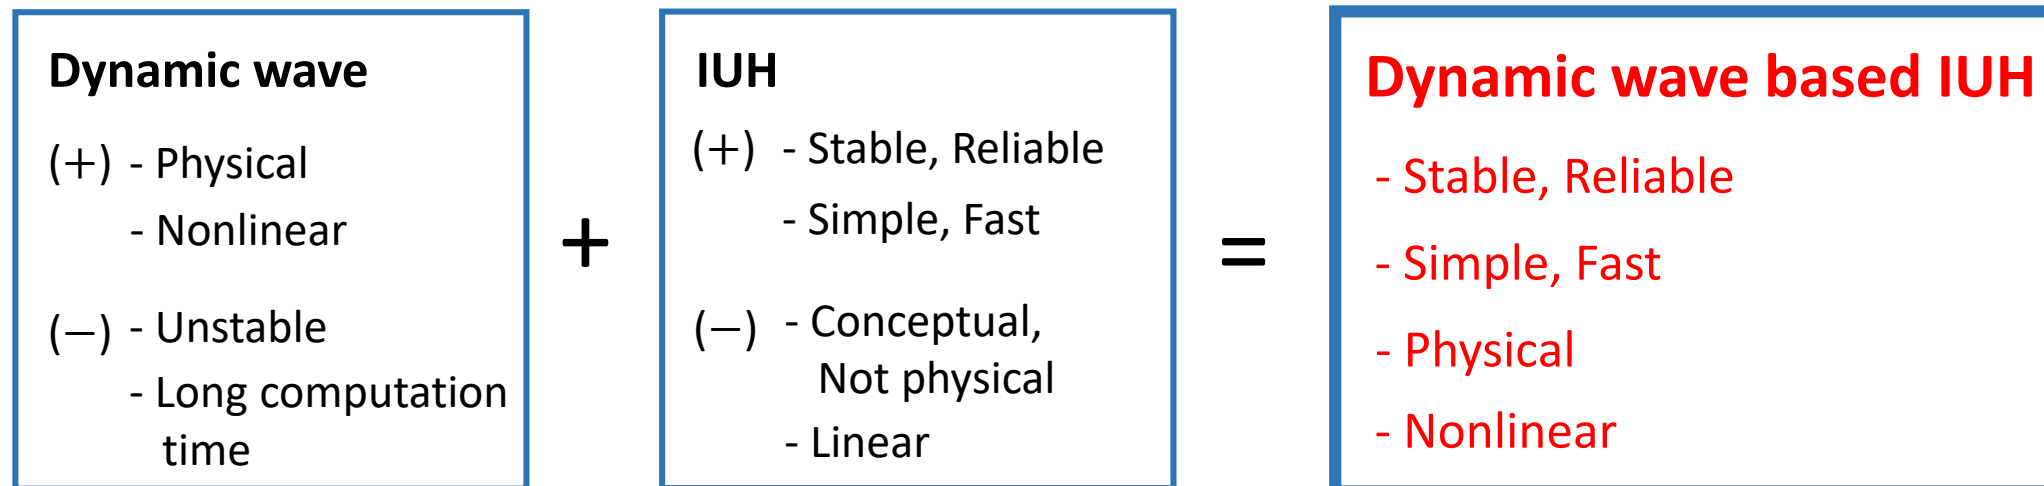 Dynamic wave
(+) - Physical
- Nonlinear
(−) - Unstable
- Long computation
time
+
IUH
(+) - Stable, Reliable
- Simple, Fast
(−) - Conceptual,
Not physical
- Linear
=
Dynamic wave based IUH
- Stable, Reliable
- Simple, Fast
- Physical
- Nonlinear